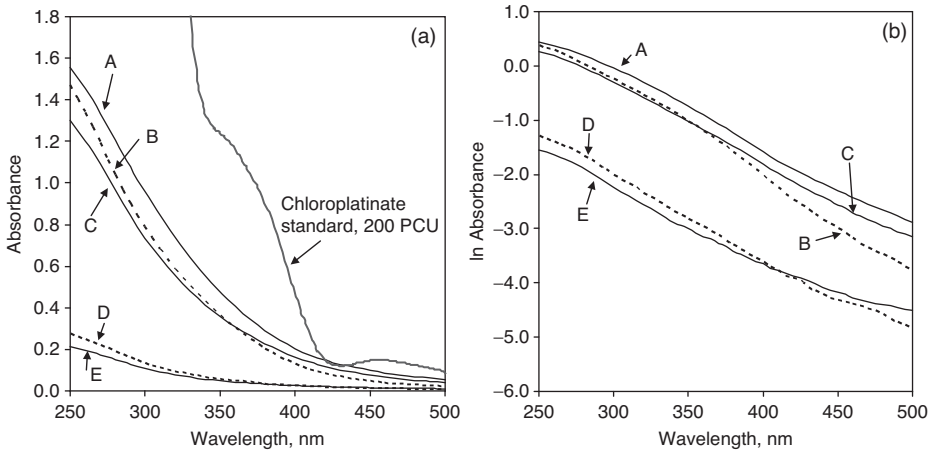 (a)
1.8
1.6
1.4
1.2
1.0
0.8
0.6
0.4
0.2
0.0
Absorbance
A
B
C
D
E
Chloroplatinate
standard, 200 PCU
250 300 350 400 450 500
Wavelength, nm
(b)
1.0
0.0
−1.0
−2.0
−3.0
−4.0
−5.0
−6.0
ln Absorbance
A
D
C
E
B
250 300 350 400 450 500
Wavelength, nm